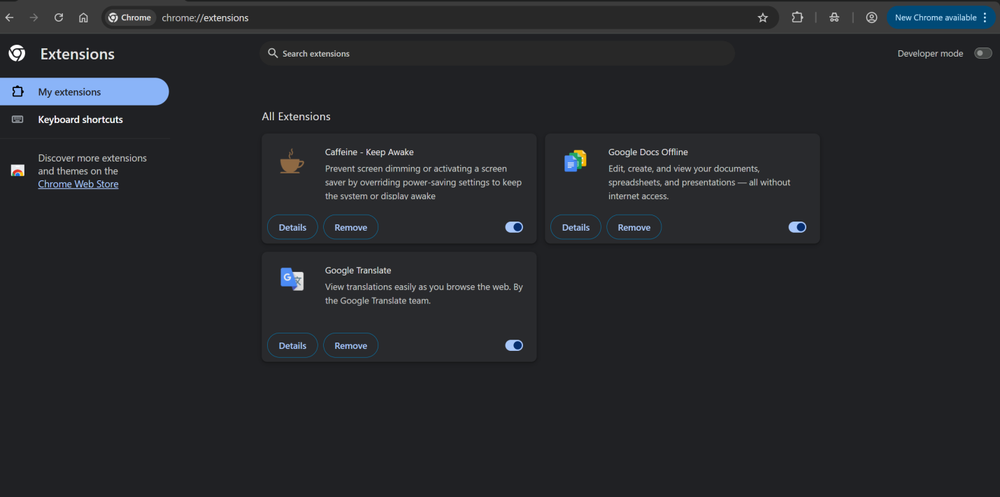 Chrome
chrome://extensions
New Chrome available
Extensions
Search extensions
Developer mode
My extensions
Keyboard shortcuts
Discover more extensions
and themes on the
Chrome Web Store
All Extensions
Caffeine - Keep Awake
Prevent screen dimming or activating a screen
saver by overriding power-saving settings to keep
the system or display awake
Details
Remove
Google Docs Offline
Edit, create, and view your documents,
spreadsheets, and presentations — all without
internet access.
Details
Remove
Google Translate
View translations easily as you browse the web. By
the Google Translate team.
Details
Remove